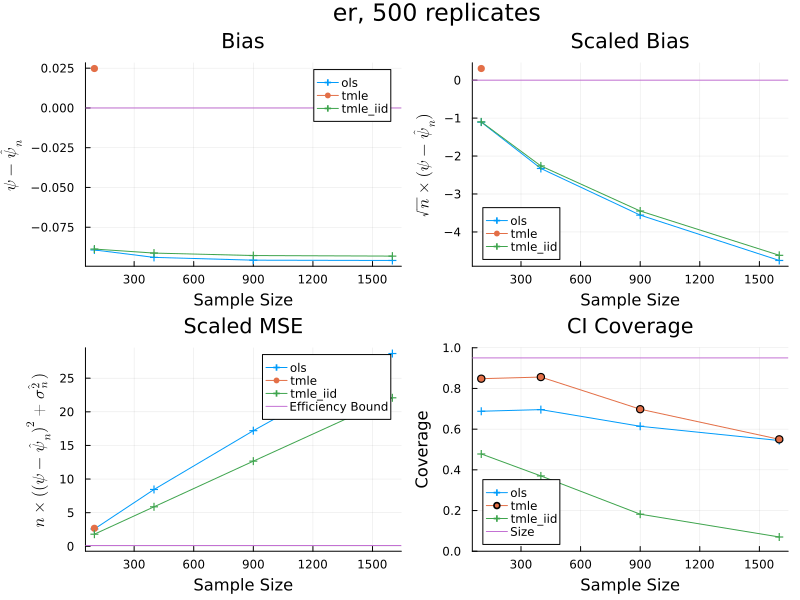 er, 500 replicates
Bias
ψ − ψ̂ₙ
0.025
0.000
−0.025
−0.050
−0.075
ols
tmle
tmle_iid
300 600 900 1200 1500
Sample Size
Scaled Bias
√n × (ψ − ψ̂ₙ)
0
−1
−2
−3
−4
ols
tmle
tmle_iid
300 600 900 1200 1500
Sample Size
Scaled MSE
n × ((ψ − ψ̂ₙ)² + σ̂ₙ²)
25
20
15
10
5
0
ols
tmle
tmle_iid
Efficiency Bound
300 600 900 1200 1500
Sample Size
CI Coverage
Coverage
1.0
0.8
0.6
0.4
0.2
0.0
ols
tmle
tmle_iid
Size
300 600 900 1200 1500
Sample Size